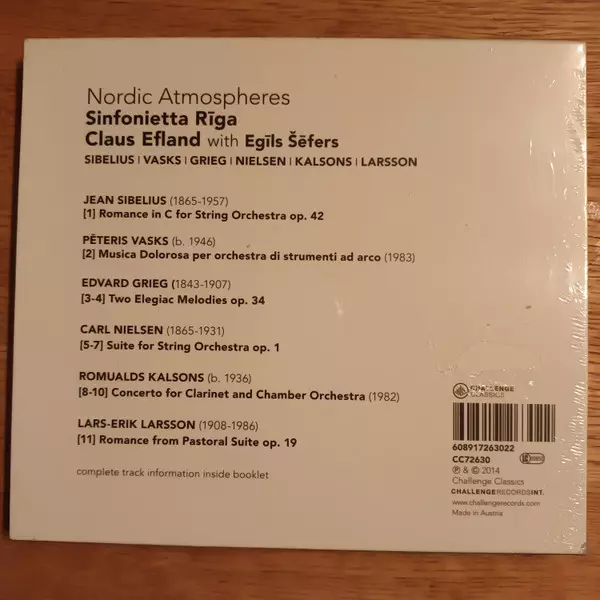 Nordic Atmospheres
Sinfonietta Rīga
Claus Efland with Egīls Šēfers
SIBELIUS | VASKS | GRIEG | NIELSEN | KALSONS | LARSSON
JEAN SIBELIUS (1865-1957)
[1] Romance in C for String Orchestra op. 42
PĒTERIS VASKS (b. 1946)
[2] Musica Dolorosa per orchestra di strumenti ad arco (1983)
EDVARD GRIEG (1843-1907)
[3-4] Two Elegiac Melodies op. 34
CARL NIELSEN (1865-1931)
[5-7] Suite for String Orchestra op. 1
ROMUALDS KALSONS (b. 1936)
[8-10] Concerto for Clarinet and Chamber Orchestra (1982)
LARS-ERIK LARSSON (1908-1986)
[11] Romance from Pastoral Suite op. 19
complete track information inside booklet
CHALLENGE
CLASSICS
608917263022
CC72630
℗ & © 2014
Challenge Classics
CHALLENGERECORDSINT.
www.challengerecords.com
Made in Austria